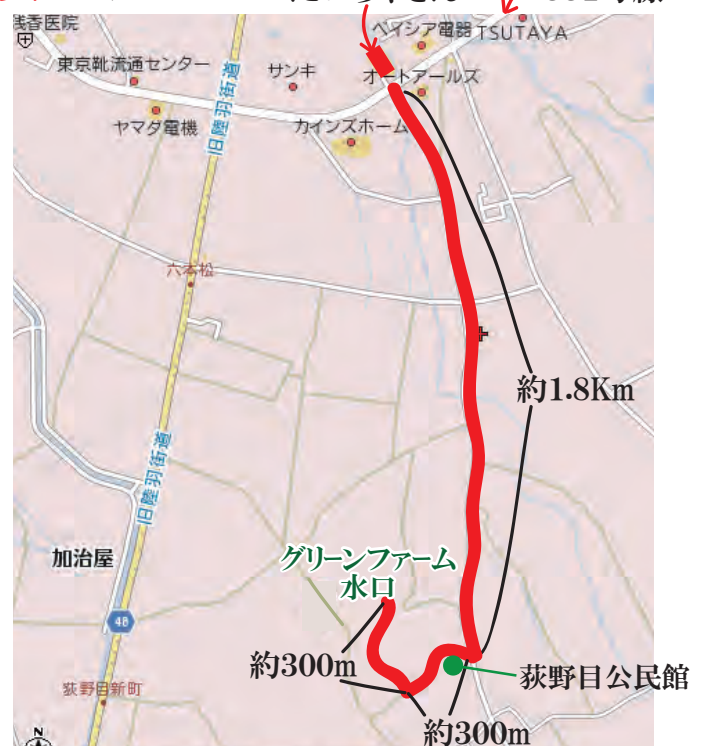 浅香医院
ベイシア電器 TSUTAYA
東京靴流通センター
サンキ
オートアールズ
ヤマダ電機
旧陸羽街道
カインズホーム
六本松
約1.8Km
旧陸羽街道
加治屋
グリーンファーム
水口
48
約300m
荻野目公民館
荻野目新町
約300m
N